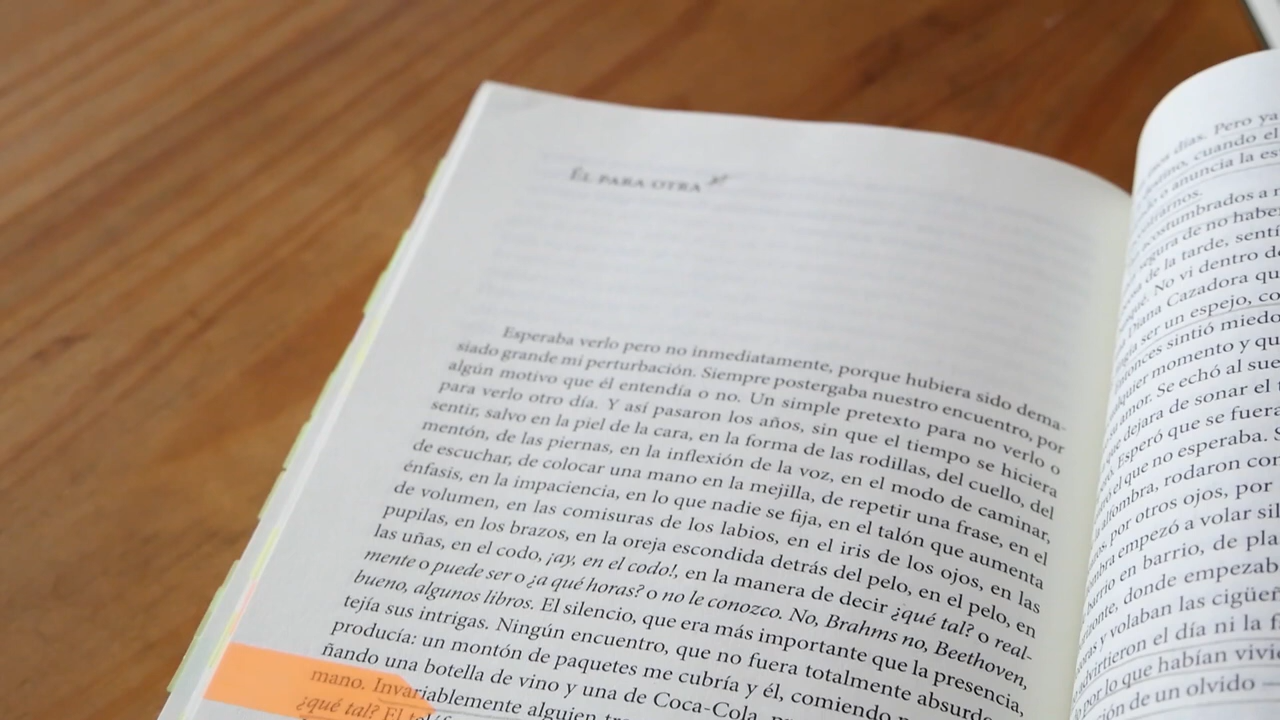 ÉL PARA OTRA
Esperaba verlo pero no inmediatamente, porque hubiera sido dema-
siado grande mi perturbación. Siempre postergaba nuestro encuentro, por
algún motivo que él entendía o no. Un simple pretexto para no verlo o
para verlo otro día. Y así pasaron los años, sin que el tiempo se hiciera
sentir, salvo en la piel de la cara, en la forma de las rodillas, del cuello, del
mentón, de las piernas, en la inflexión de la voz, en el modo de caminar,
de escuchar, de colocar una mano en la mejilla, de repetir una frase, en el
énfasis, en la impaciencia, en lo que nadie se fija, en el talón que aumenta
de volumen, en las comisuras de los labios, en el iris de los ojos, en las
pupilas, en los brazos, en la oreja escondida detrás del pelo, en el pelo, en
las uñas, en el codo, ¡ay, en el codo!, en la manera de decir ¿qué tal? o real-
mente o puede ser o ¿a qué horas? o no le conozco. No, Brahms no, Beethoven,
bueno, algunos libros. El silencio, que era más importante que la presencia,
tejía sus intrigas. Ningún encuentro, que no fuera totalmente absurdo
producía: un montón de paquetes me cubría y él, comiendo
ñando una botella de vino y una de Coca-Cola,
mano. Invariablemente alguien
¿qué tal? El
días. Pero ya
cuando el
o anuncia la
acostumbrados a
segura de no habe
de la tarde, sentí
No vi dentro de
Diana Cazadora qu
ser un espejo, co
Entonces sintió miedo
momento y qu
amor. Se echó al sue
dejara de sonar el
Esperó que se fuera
el que no esperaba.
alfombra, rodaron con
por otros ojos, por
empezó a volar sil
barrio en barrio, de pla
donde empezab
y volaban las cigüeñ
advirtieron el día ni la f
por lo que habían vivi
de un olvido —